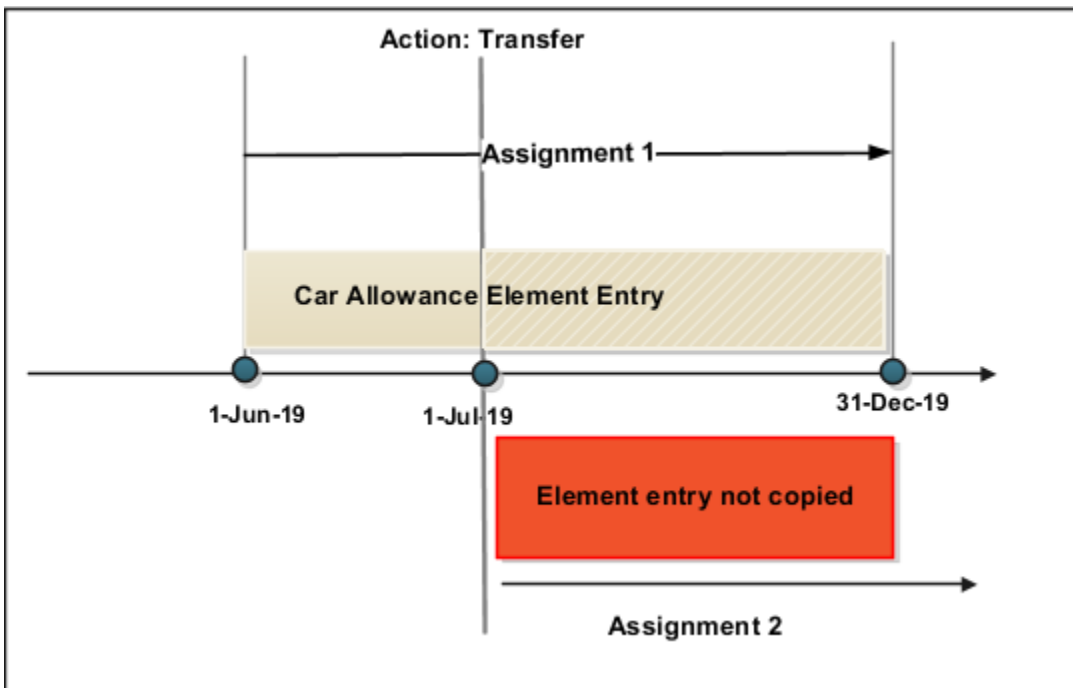 Action: Transfer
Assignment 1
Car Allowance Element Entry
1-Jun-19
1-Jul-19
31-Dec-19
Element entry not copied
Assignment 2